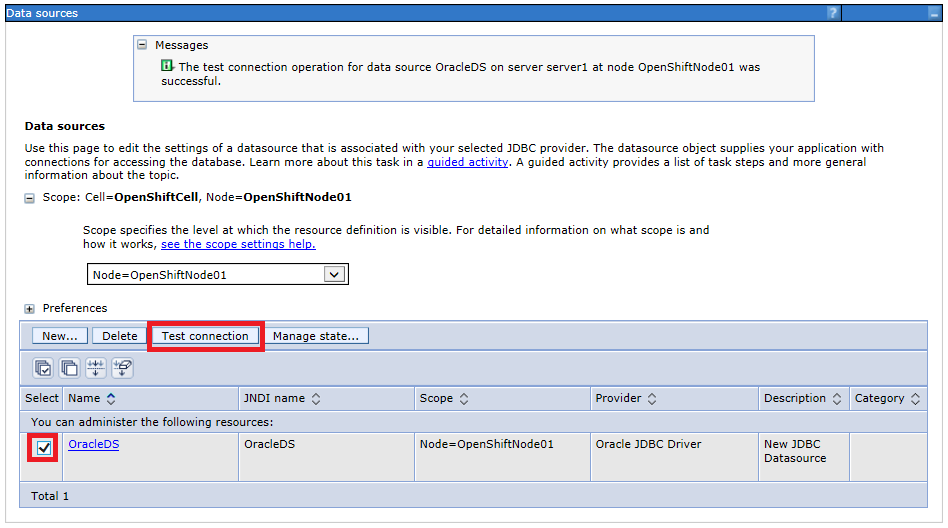 Data sources ?
Messages
The test connection operation for data source OracleDS on server server1 at node OpenShiftNode01 was
successful.
Data sources
Use this page to edit the settings of a datasource that is associated with your selected JDBC provider. The datasource object supplies your application with
connections for accessing the database. Learn more about this task in a guided activity. A guided activity provides a list of task steps and more general
information about the topic.
Scope: Cell=OpenShiftCell, Node=OpenShiftNode01
Scope specifies the level at which the resource definition is visible. For detailed information on what scope is and
how it works, see the scope settings help.
Node=OpenShiftNode01
Preferences
New... Delete Test connection Manage state...
Select Name JNDI name Scope Provider Description Category
You can administer the following resources:
OracleDS OracleDS Node=OpenShiftNode01 Oracle JDBC Driver New JDBC
Datasource
Total 1